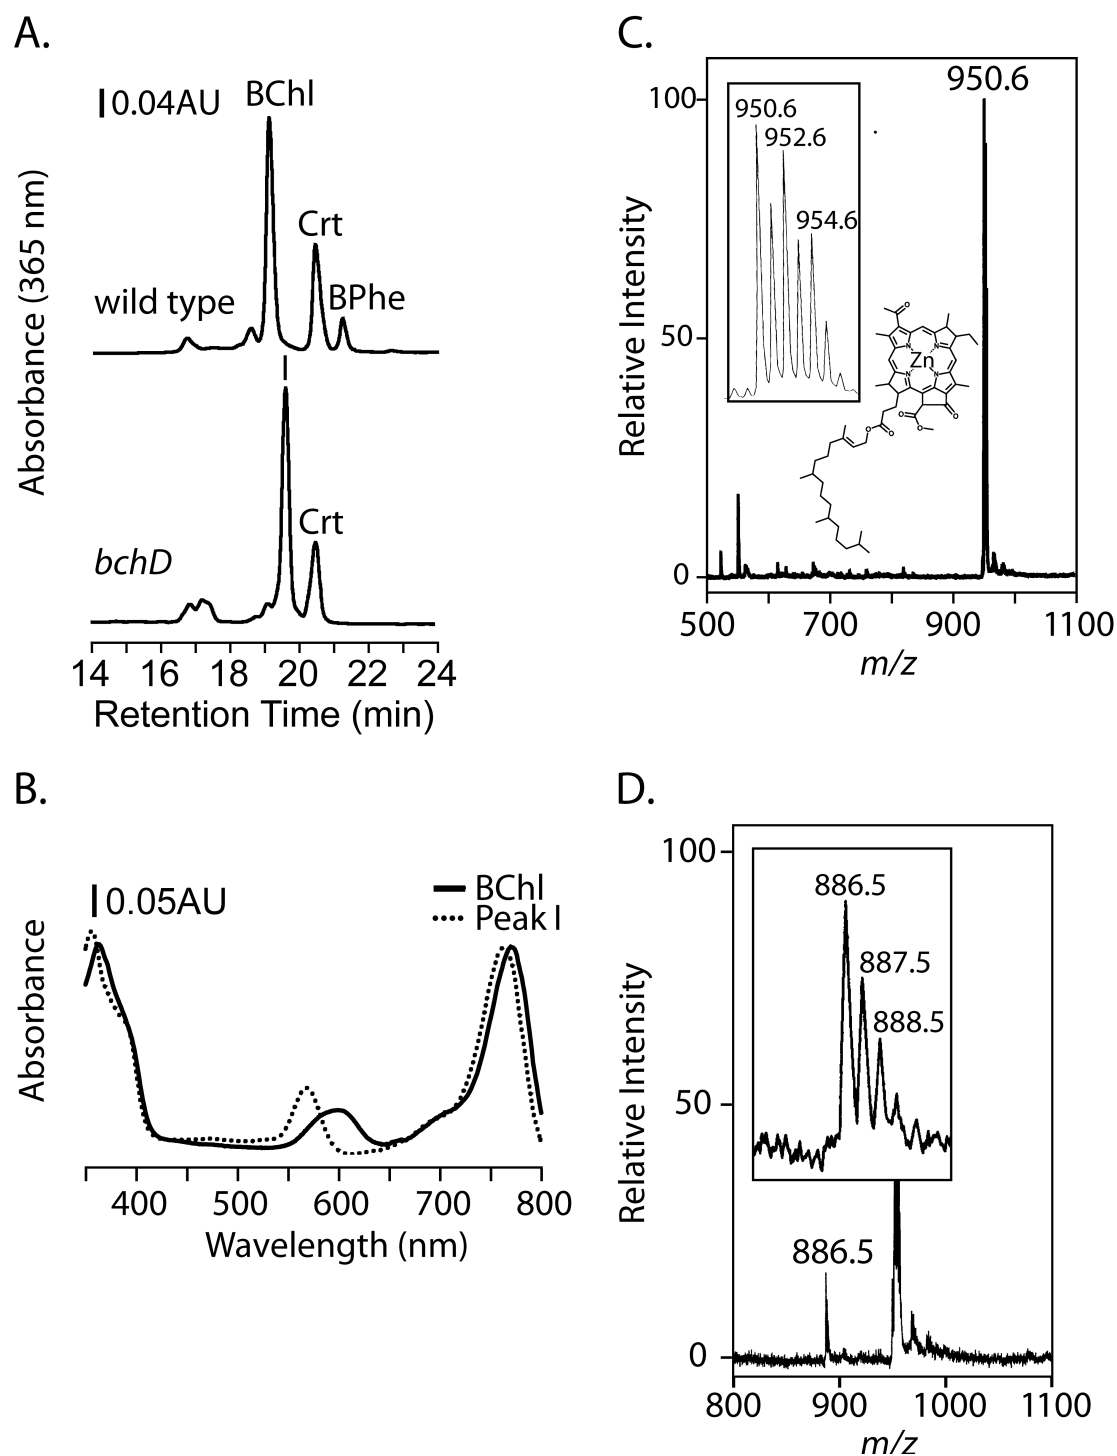 A.
0.04AU
BChl
Crt
BPhe
wild type
I
Crt
bchD
Absorbance (365 nm)
14 16 18 20 22 24
Retention Time (min)
C.
950.6
100
950.6
952.6
954.6
Zn
O
O
O
O
O
O
N
N
N
N
50
0
Relative Intensity
500 700 900 1100
m/z
B.
0.05AU
BChl
Peak I
Absorbance
400 500 600 700 800
Wavelength (nm)
D.
100
886.5
887.5
888.5
50
886.5
0
Relative Intensity
800 900 1000 1100
m/z